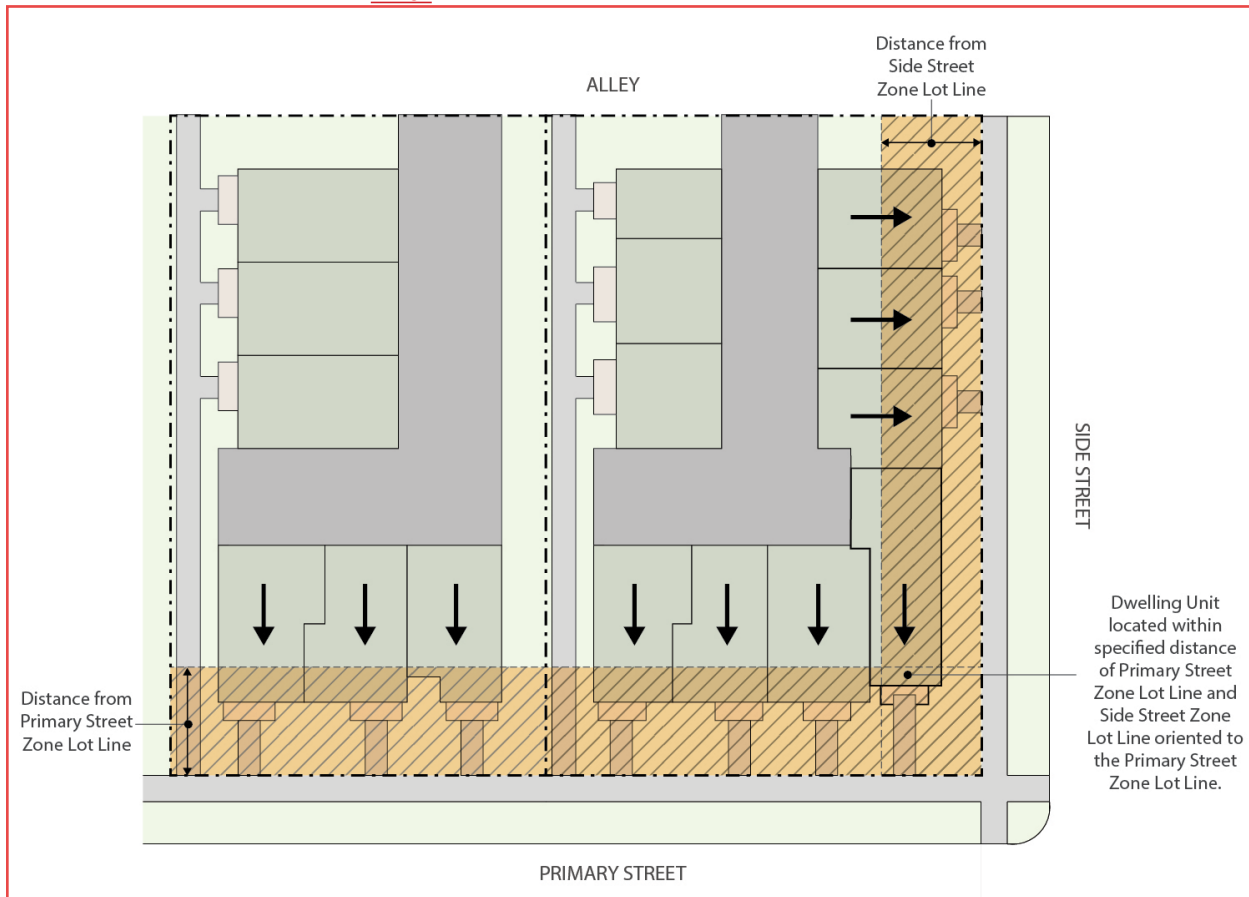 Distance from
Side Street
Zone Lot Line
ALLEY
SIDE STREET
Dwelling Unit
located within
specified distance
of Primary Street
Zone Lot Line and
Side Street Zone
Lot Line oriented to
the Primary Street
Zone Lot Line.
Distance from
Primary Street
Zone Lot Line
PRIMARY STREET